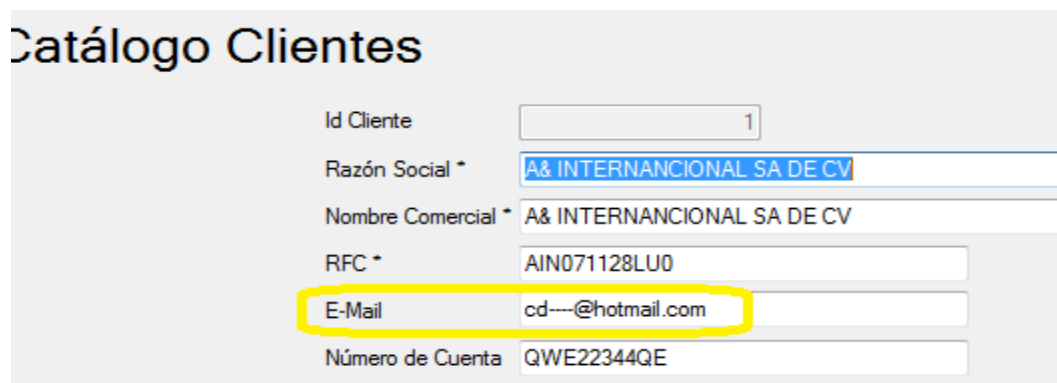 Catálogo Clientes
Id Cliente 1
Razón Social * A& INTERNANCIONAL SA DE CV
Nombre Comercial * A& INTERNANCIONAL SA DE CV
RFC * AIN071128LU0
E-Mail cd----@hotmail.com
Número de Cuenta QWE22344QE